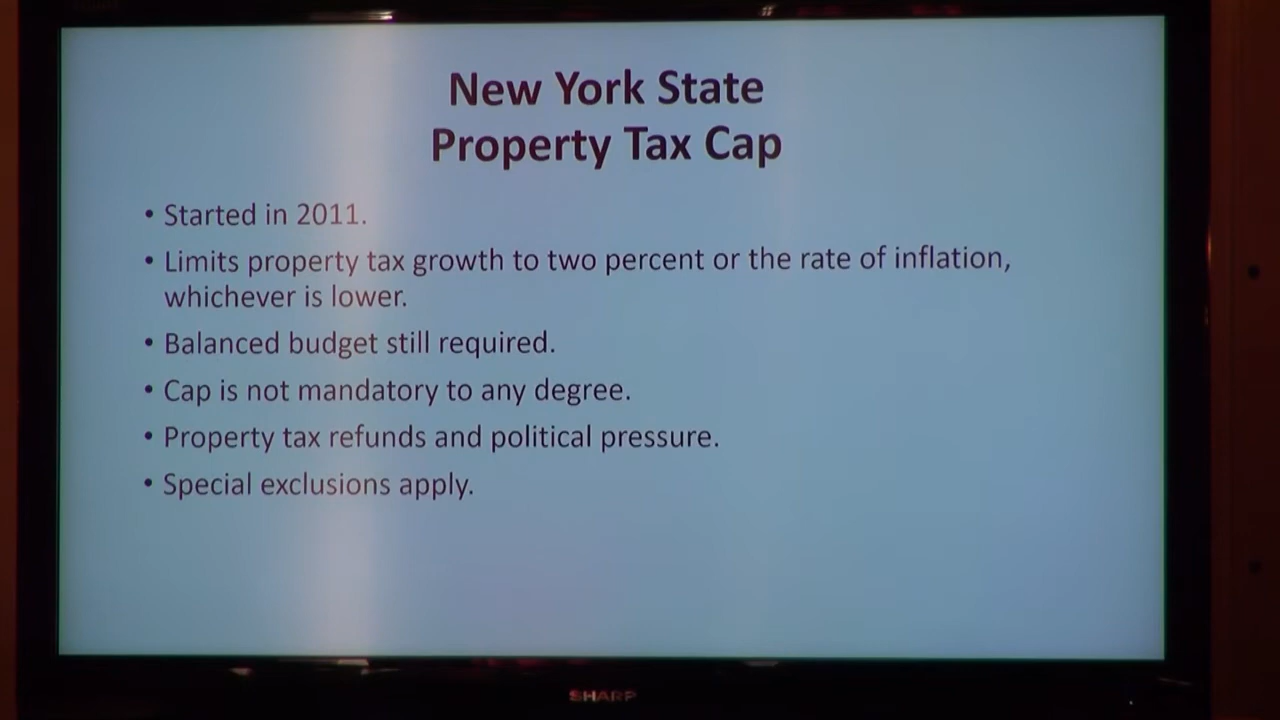 New York State
Property Tax Cap
• Started in 2011.
• Limits property tax growth to two percent or the rate of inflation,
whichever is lower.
• Balanced budget still required.
• Cap is not mandatory to any degree.
• Property tax refunds and political pressure.
• Special exclusions apply.
SHARP